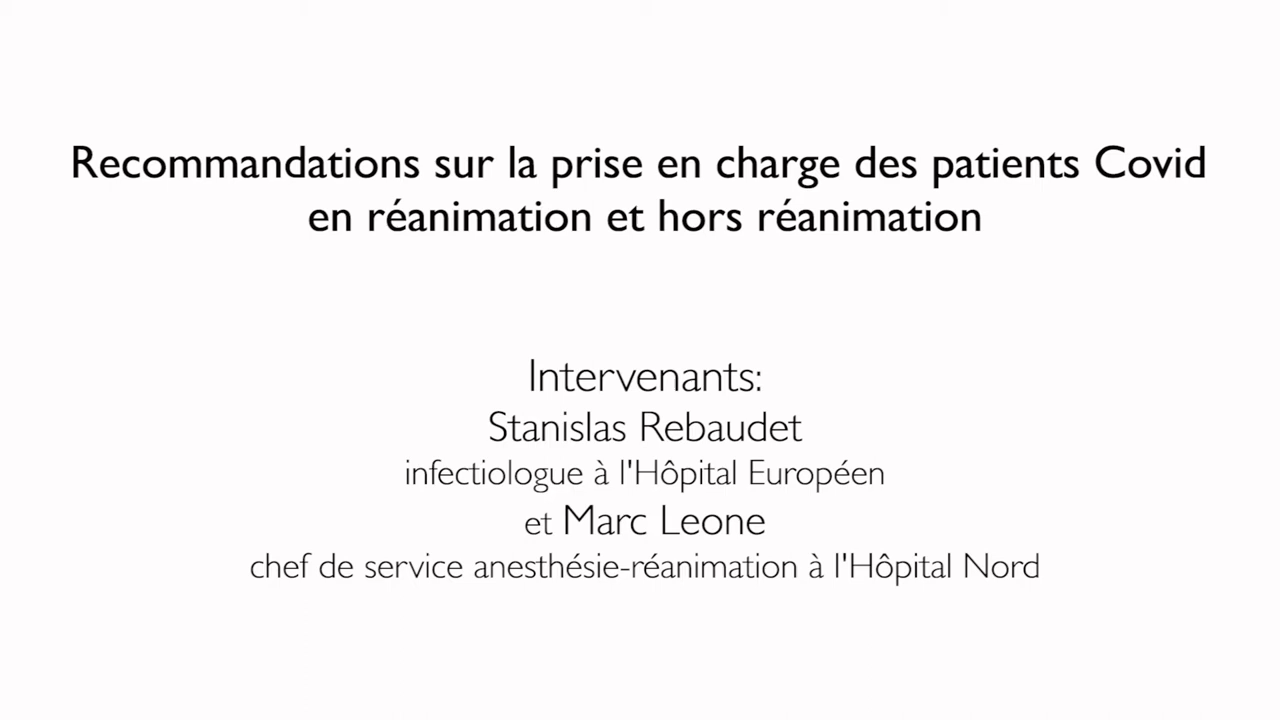 Recommandations sur la prise en charge des patients Covid
en réanimation et hors réanimation
Intervenants:
Stanislas Rebaudet
infectiologue à l'Hôpital Européen
et Marc Leone
chef de service anesthésie-réanimation à l'Hôpital Nord